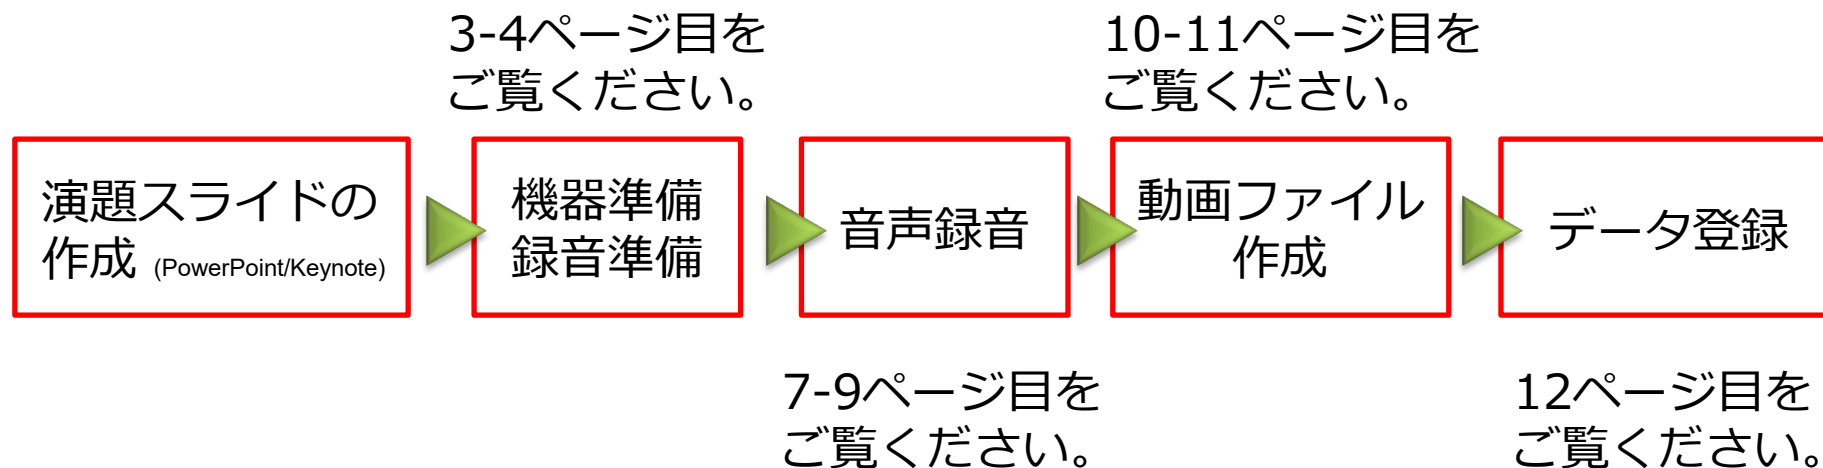 3-4ページ目を
ご覧ください。
10-11ページ目を
ご覧ください。
演題スライドの
作成 (PowerPoint/Keynote)
機器準備
録音準備
音声録音
動画ファイル
作成
データ登録
7-9ページ目を
ご覧ください。
12ページ目を
ご覧ください。